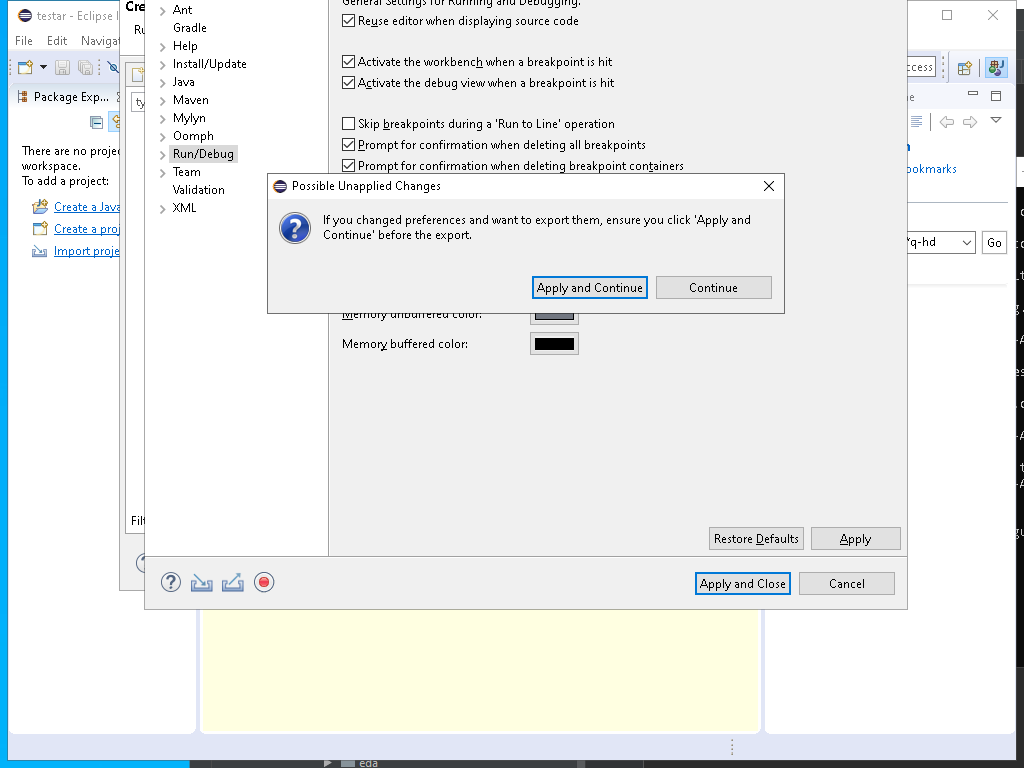 testar - Eclipse I
File Edit Navigat
Package Exp...
There are no projec
workspace.
To add a project:
Create a Java
Create a proj
Import proje
Cre
Ru
ty
Filt
Ant
Gradle
Help
Install/Update
Java
Maven
Mylyn
Oomph
Run/Debug
Team
Validation
XML
General Settings for Running and Debugging.
Reuse editor when displaying source code
Activate the workbench when a breakpoint is hit
Activate the debug view when a breakpoint is hit
Skip breakpoints during a 'Run to Line' operation
Prompt for confirmation when deleting all breakpoints
Prompt for confirmation when deleting breakpoint containers
Possible Unapplied Changes
If you changed preferences and want to export them, ensure you click 'Apply and
Continue' before the export.
Apply and Continue
Continue
Memory unbuffered color:
Memory buffered color:
Restore Defaults
Apply
Apply and Close
Cancel
ccess
ookmarks
q-hd
Go
eda